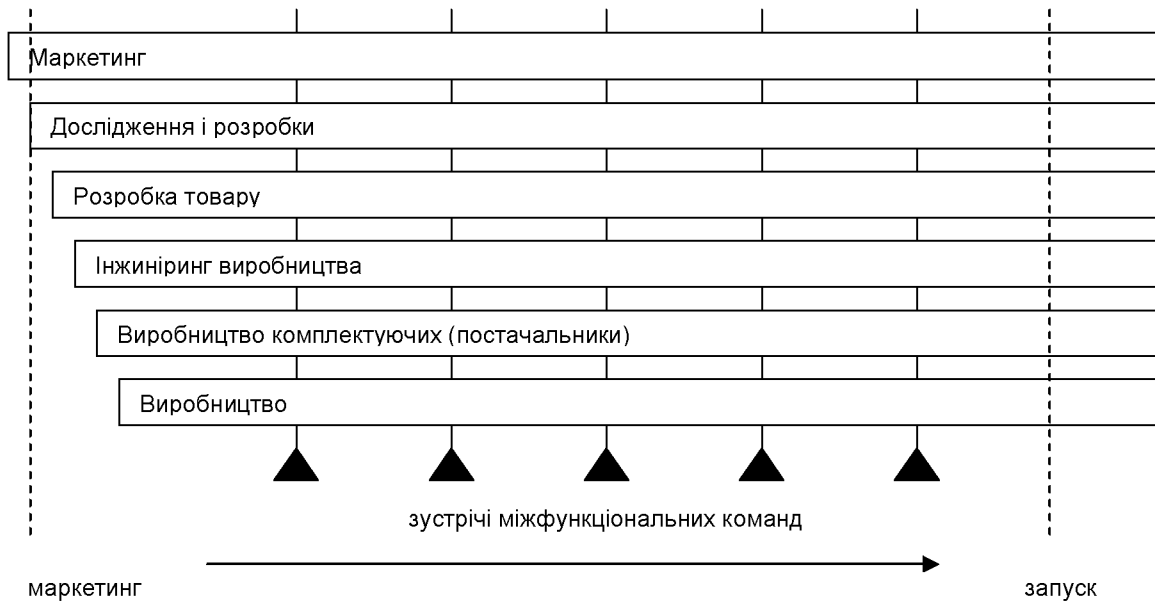 Маркетинг
Дослідження і розробки
Розробка товару
Інжиніринг виробництва
Виробництво комплектуючих (постачальники)
Виробництво
зустрічі міжфункціональних команд
маркетинг
запуск